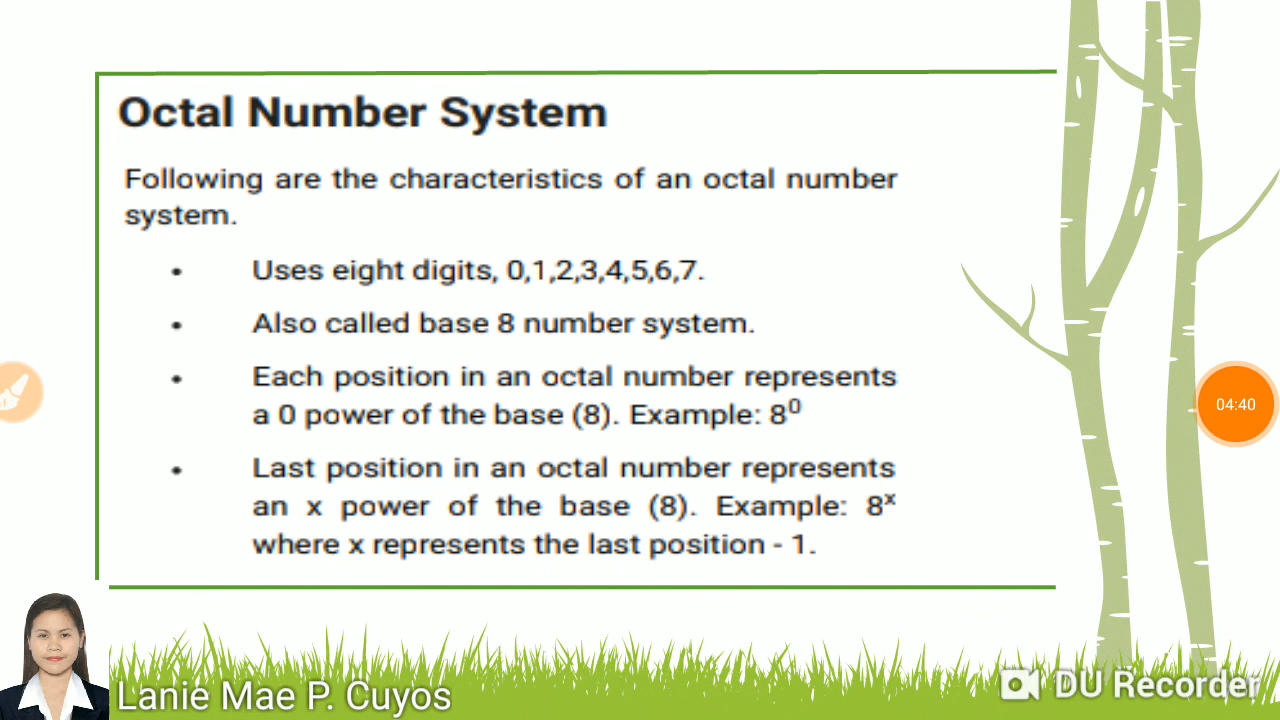 Octal Number System
Following are the characteristics of an octal number
system.
• Uses eight digits, 0,1,2,3,4,5,6,7.
• Also called base 8 number system.
• Each position in an octal number represents
a 0 power of the base (8). Example: 8⁰
• Last position in an octal number represents
an x power of the base (8). Example: 8ˣ
where x represents the last position - 1.
04:40
Lanie Mae P. Cuyos
DU Recorder